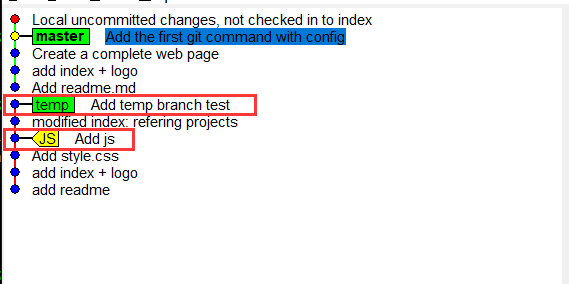 Local uncommitted changes, not checked in to index
master Add the first git command with config
Create a complete web page
add index + logo
Add readme.md
temp Add temp branch test
modified index: refering projects
JS Add js
Add style.css
add index + logo
add readme